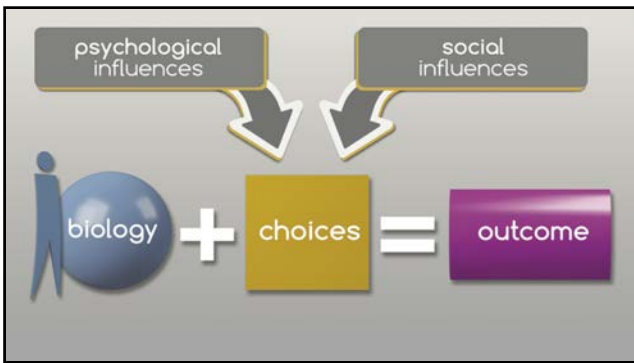 psychological
influences
social
influences
biology
+
choices
=
outcome